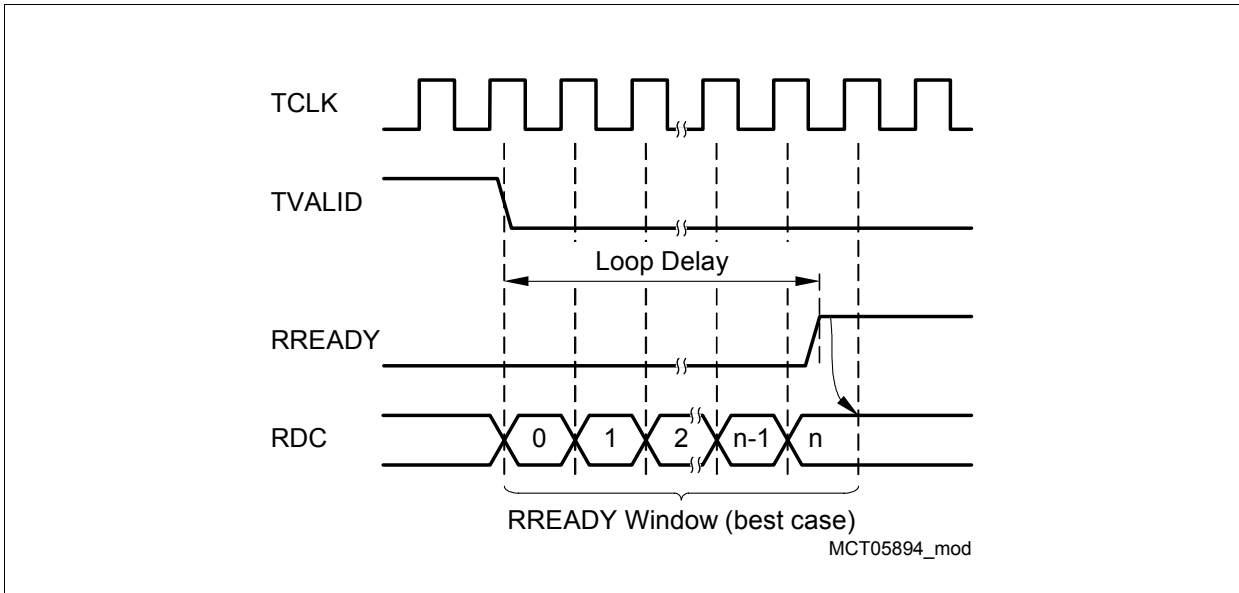 TCLK
TVALID
Loop Delay
RREADY
RDC
0 1 2 n-1 n
RREADY Window (best case)
MCT05894_mod